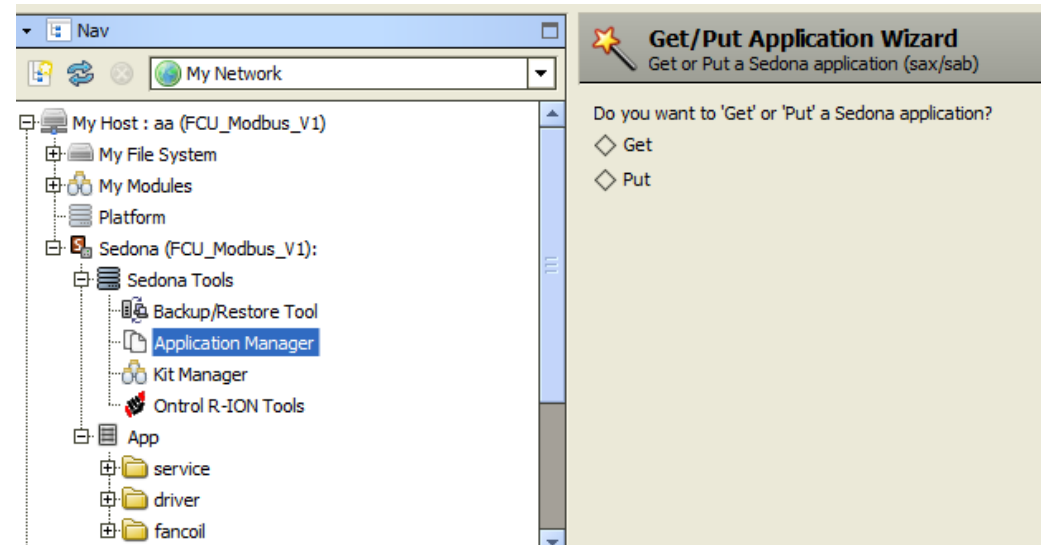 Nav
My Network
My Host : aa (FCU_Modbus_V1)
My File System
My Modules
Platform
Sedona (FCU_Modbus_V1):
Sedona Tools
Backup/Restore Tool
Application Manager
Kit Manager
Ontrol R-ION Tools
App
service
driver
fancoil
Get/Put Application Wizard
Get or Put a Sedona application (sax/sab)
Do you want to 'Get' or 'Put' a Sedona application?
Get
Put